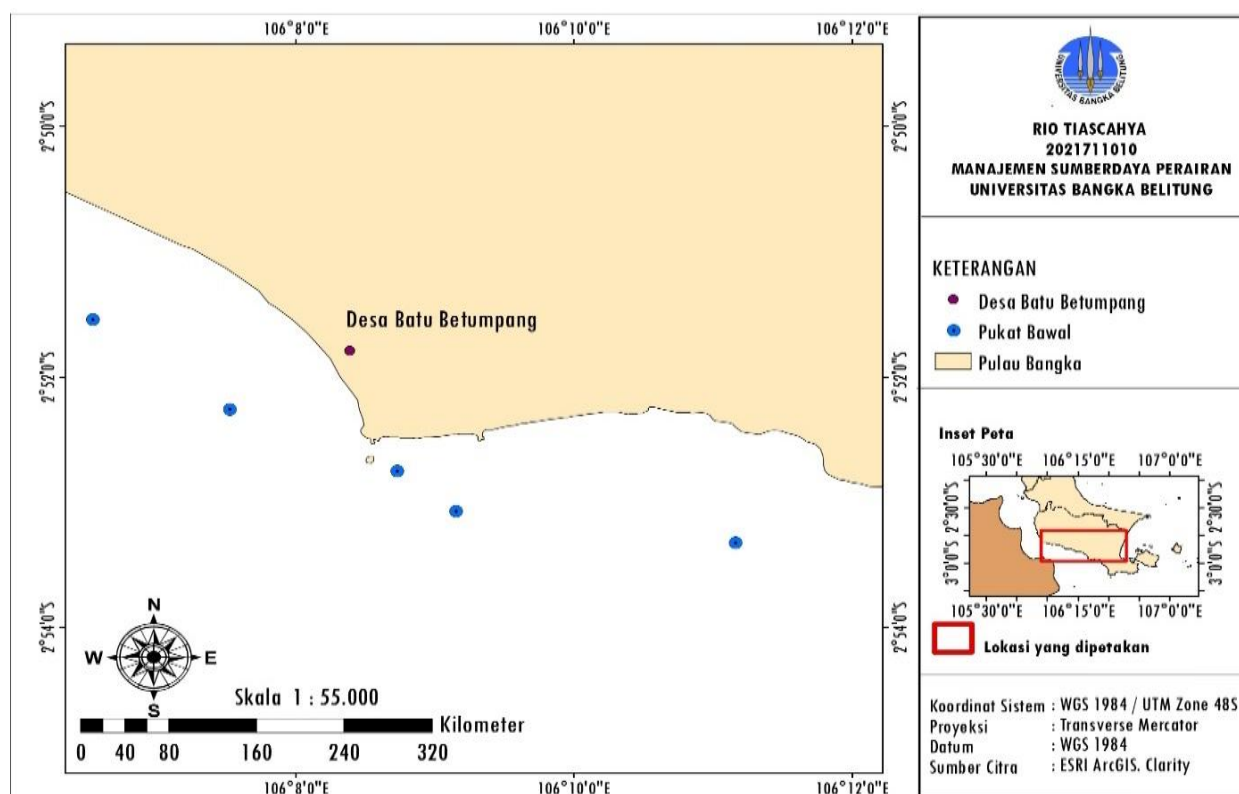 106°8'0"E 106°10'0"E 106°12'0"E
2°50'0"S 2°50'0"S
Desa Batu Betumpang
2°52'0"S 2°52'0"S
2°54'0"S 2°54'0"S
N
W E
S
Skala 1 : 55.000
Kilometer
0 40 80 160 240 320
106°8'0"E 106°10'0"E 106°12'0"E
UNIVERSITAS BANGKA BELITUNG
RIO TIASCAHYA
2021711010
MANAJEMEN SUMBERDAYA PERAIRAN
UNIVERSITAS BANGKA BELITUNG
KETERANGAN
Desa Batu Betumpang
Pukat Bawal
Pulau Bangka
Inset Peta
105°30'0"E 106°15'0"E 107°0'0"E
2°30'0"S 2°30'0"S
3°0'0"S 3°0'0"S
105°30'0"E 106°15'0"E 107°0'0"E
Lokasi yang dipetakan
Koordinat Sistem : WGS 1984 / UTM Zone 48S
Proyeksi : Transverse Mercator
Datum : WGS 1984
Sumber Citra : ESRI ArcGIS. Clarity